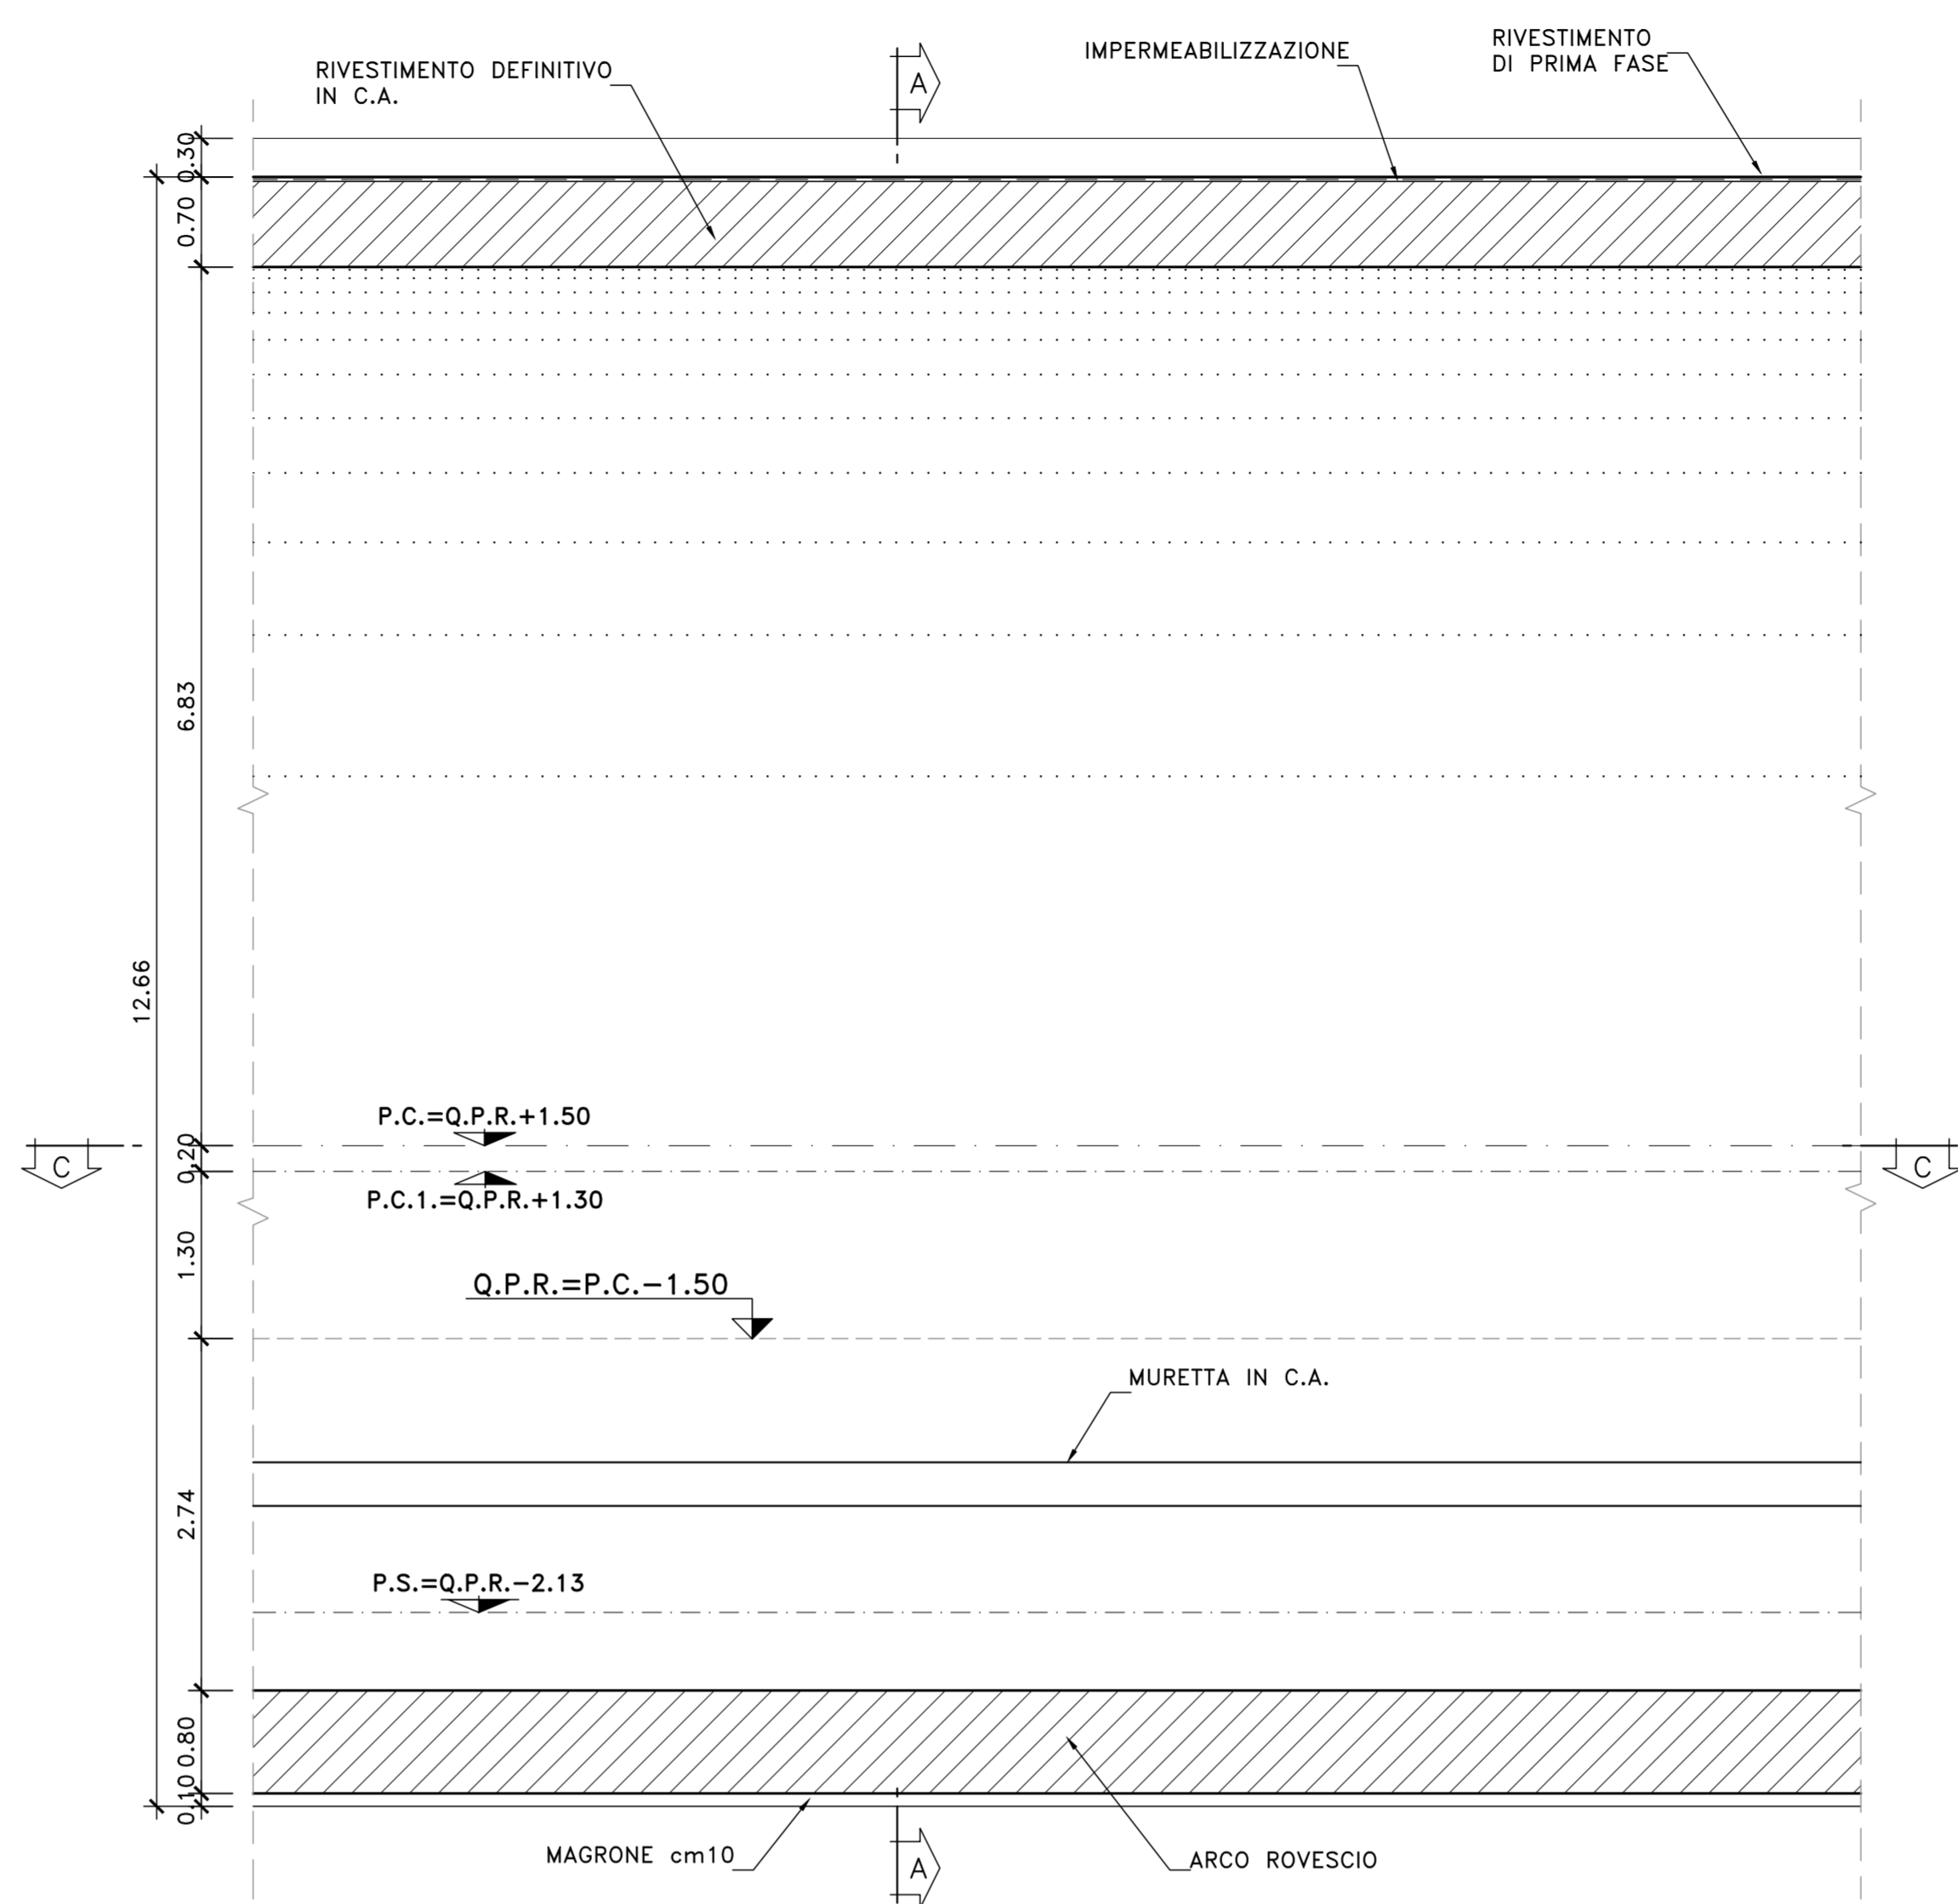 RIVESTIMENTO DEFINITIVO
IN C.A.
A
IMPERMEABILIZZAZIONE
RIVESTIMENTO
DI PRIMA FASE
0.30
0.70
6.83
12.66
P.C.=Q.P.R.+1.50
0.20
C
C
P.C.1.=Q.P.R.+1.30
1.30
Q.P.R.=P.C.-1.50
MURETTA IN C.A.
2.74
P.S.=Q.P.R.-2.13
0.80
0.10
MAGRONE cm10
A
ARCO ROVESCIO